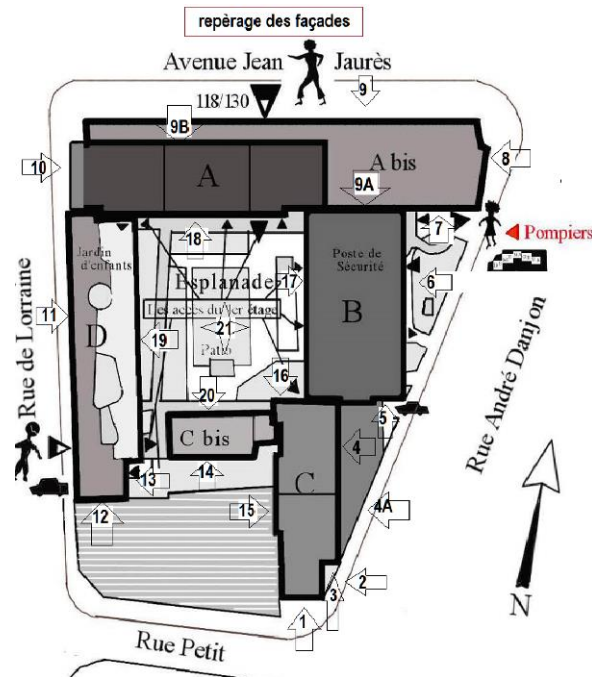 repèrage des façades
Avenue Jean Jaurès
118/130
9
9B
8
10
A
A bis
9A
7
Pompiers
18
Jardin
d'enfants
Poste de
Sécurité
6
Esplanade
17
B
11
Les accès du 1er étage
D
19
21
Patio
Rue de Lorraine
Rue André Danjon
16
20
5
C bis
4
14
13
C
15
12
4A
2
3
1
N
Rue Petit